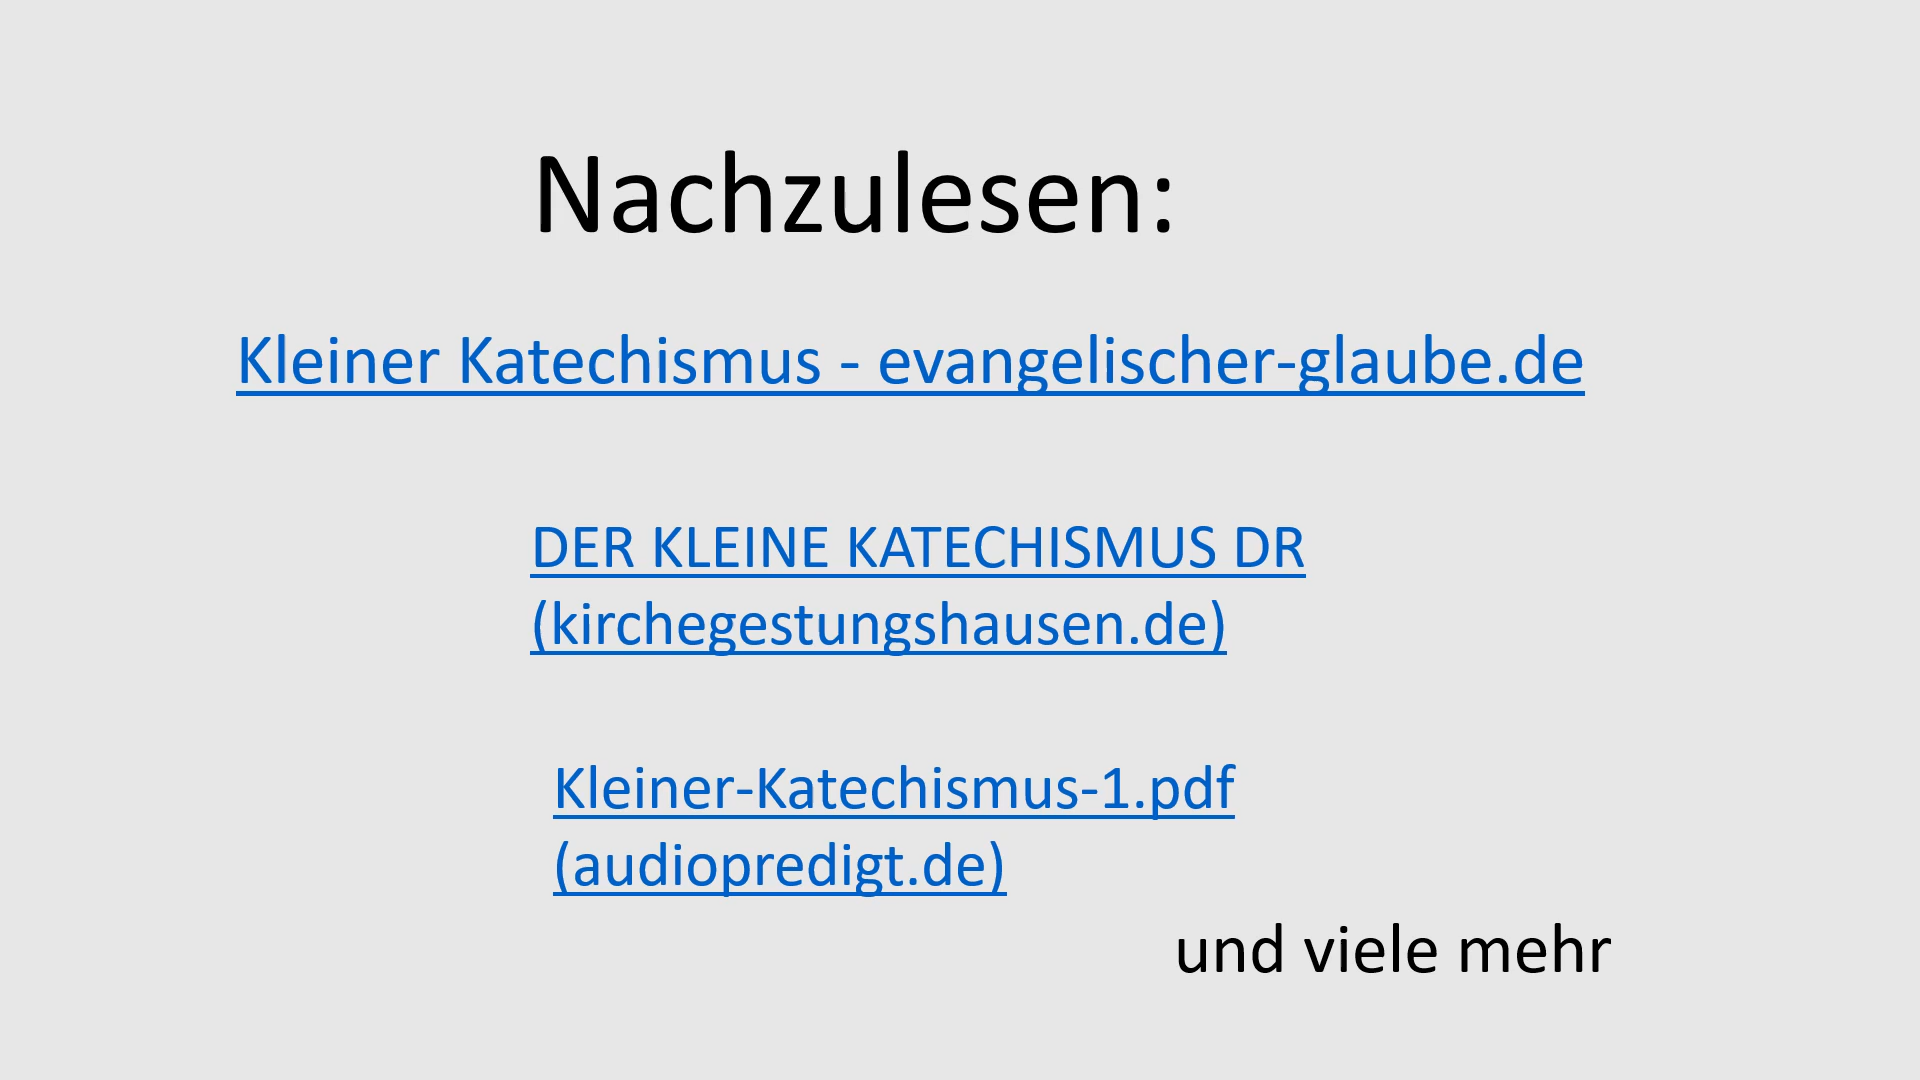 Nachzulesen:
Kleiner Katechismus - evangelischer-glaube.de
DER KLEINE KATECHISMUS DR
(kirchegestungshausen.de)
Kleiner-Katechismus-1.pdf
(audiopredigt.de)
und viele mehr